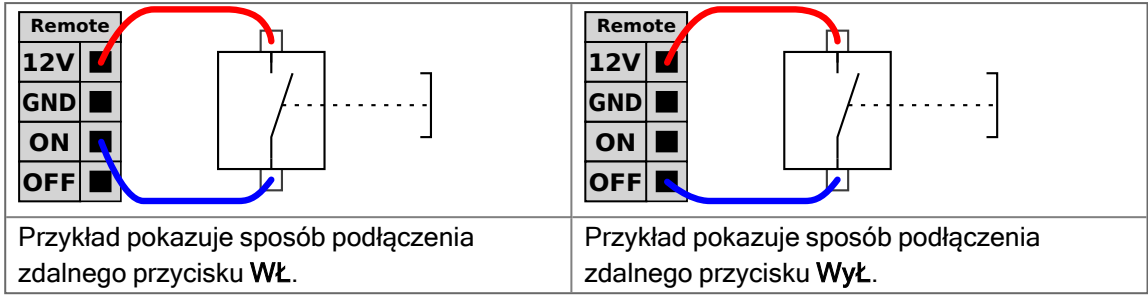 Remote
12V
GND
ON
OFF
Przykład pokazuje sposób podłączenia
zdalnego przycisku WŁ.
Remote
12V
GND
ON
OFF
Przykład pokazuje sposób podłączenia
zdalnego przycisku WyŁ.